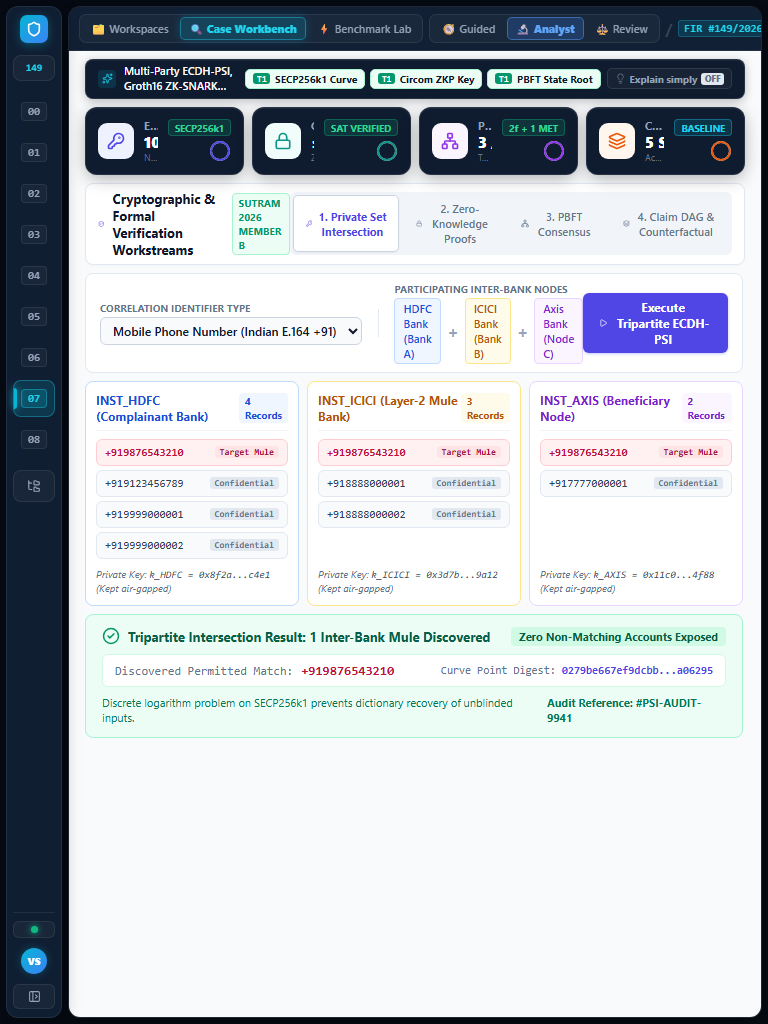 Workspaces
Case Workbench
Benchmark Lab
Guided
Analyst
Review
/
FIR #149/2026
149
00
01
02
03
04
05
06
07
08
VS
Multi-Party ECDH-PSI,
Groth16 ZK-SNARK...
T1 SECP256k1 Curve
T1 Circom ZKP Key
T1 PBFT State Root
Explain simply OFF
E...
SECP256k1
10
N...
SAT VERIFIED
P...
2f + 1 MET
3
T...
C...
BASELINE
5
Ac...
Cryptographic &
Formal
Verification
Workstreams
SUTRAM
2026
MEMBER
B
1. Private Set
Intersection
2. Zero-
Knowledge
Proofs
3. PBFT
Consensus
4. Claim DAG &
Counterfactual
CORRELATION IDENTIFIER TYPE
Mobile Phone Number (Indian E.164 +91)
PARTICIPATING INTER-BANK NODES
HDFC
Bank
(Bank
A)
+
ICICI
Bank
(Bank
B)
+
Axis
Bank
(Node
C)
Execute
Tripartite ECDH-
PSI
INST_HDFC
(Complainant Bank)
4
Records
+919876543210 Target Mule
+919123456789 Confidential
+919999000001 Confidential
+919999000002 Confidential
Private Key: k_HDFC = 0x8f2a...c4e1
(Kept air-gapped)
INST_ICICI (Layer-2 Mule
Bank)
3
Records
+919876543210 Target Mule
+918888000001 Confidential
+918888000002 Confidential
Private Key: k_ICICI = 0x3d7b...9a12
(Kept air-gapped)
INST_AXIS (Beneficiary
Node)
2
Records
+919876543210 Target Mule
+917777000001 Confidential
Private Key: k_AXIS = 0x11c0...4f88
(Kept air-gapped)
Tripartite Intersection Result: 1 Inter-Bank Mule Discovered
Zero Non-Matching Accounts Exposed
Discovered Permitted Match: +919876543210
Curve Point Digest: 0279be667ef9dcbb...a06295
Discrete logarithm problem on SECP256k1 prevents dictionary recovery of unblinded
inputs.
Audit Reference: #PSI-AUDIT-
9941